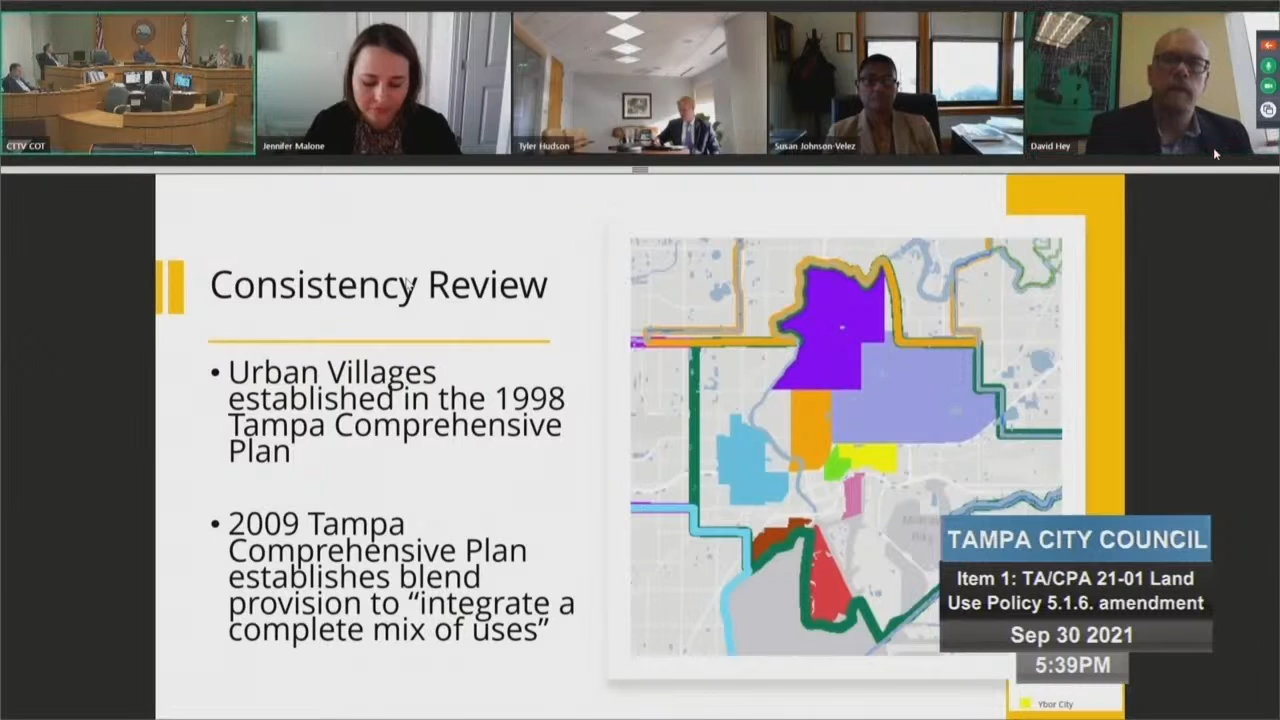 CTTV COT
Jennifer Malone
Tyler Hudson
Susan Johnson-Velez
David Hey
Consistency Review
• Urban Villages
established in the 1998
Tampa Comprehensive
Plan
• 2009 Tampa
Comprehensive Plan
establishes blend
provision to “integrate a
complete mix of uses”
TAMPA CITY COUNCIL
Item 1: TA/CPA 21-01 Land
Use Policy 5.1.6. amendment
Sep 30 2021
5:39PM
Ybor City